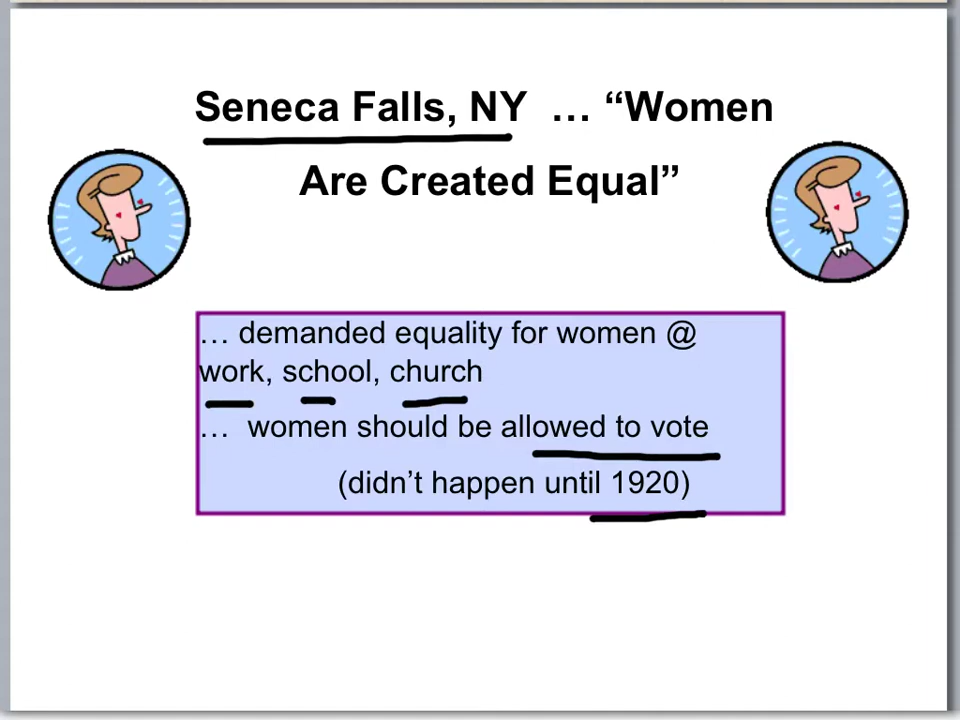 Seneca Falls, NY … “Women
Are Created Equal”
… demanded equality for women @
work, school, church
… women should be allowed to vote
(didn’t happen until 1920)